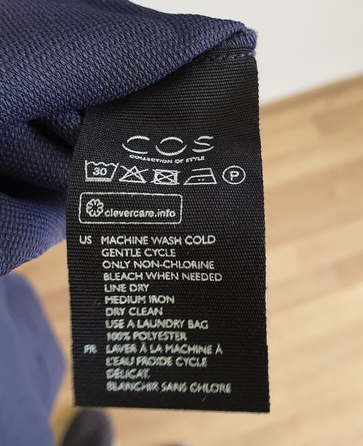 COS
COLLECTION OF STYLE
30 P
clevercare.info
US MACHINE WASH COLD
GENTLE CYCLE
ONLY NON-CHLORINE
BLEACH WHEN NEEDED
LINE DRY
MEDIUM IRON
DRY CLEAN
USE A LAUNDRY BAG
100% POLYESTER
FR LAVER À LA MACHINE À
L'EAU FROIDE CYCLE
DÉLICAT.
BLANCHIR SANS CHLORE